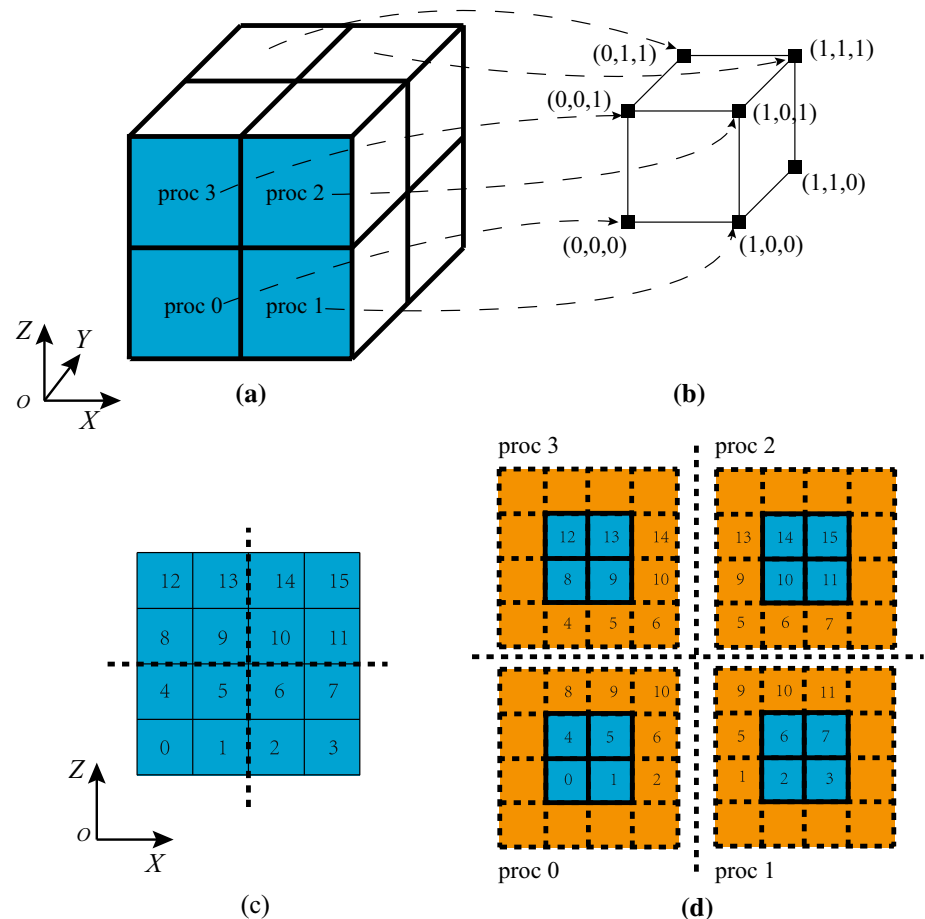 (0,1,1)
(1,1,1)
(0,0,1)
(1,0,1)
proc 3
proc 2
(1,1,0)
(0,0,0)
(1,0,0)
proc 0
proc 1
Z
Y
O
X
(a)
(b)
proc 3
proc 2
12 13 14 15
8 9 10 11
4 5 6 7
0 1 2 3
Z
O
X
12 13 14
8 9 10
4 5 6
13 14 15
9 10 11
5 6 7
8 9 10
4 5 6
0 1 2
9 10 11
5 6 7
1 2 3
proc 0
proc 1
(c)
(d)